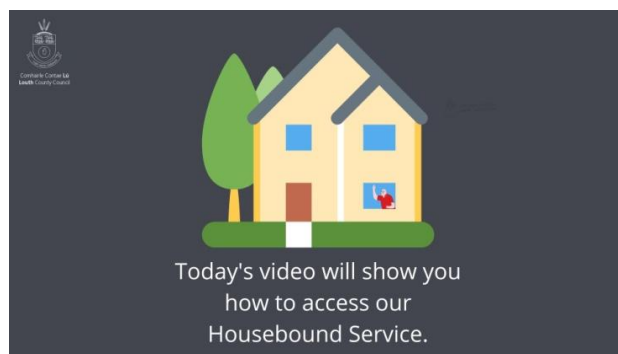 Comhairle Contae Lú
Louth County Council
Today's video will show you
how to access our
Housebound Service.